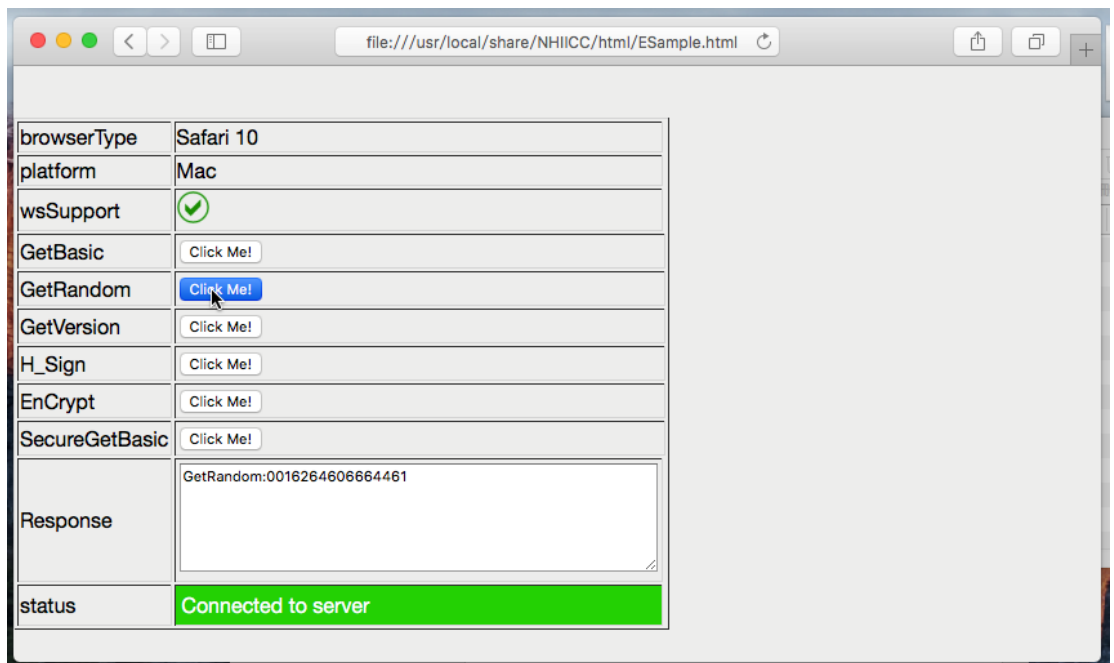 file:///usr/local/share/NHIICC/html/ESample.html
browserType Safari 10
platform Mac
wsSupport
GetBasic Click Me!
GetRandom Click Me!
GetVersion Click Me!
H_Sign Click Me!
EnCrypt Click Me!
SecureGetBasic Click Me!
GetRandom:0016264606664461
Response
status Connected to server